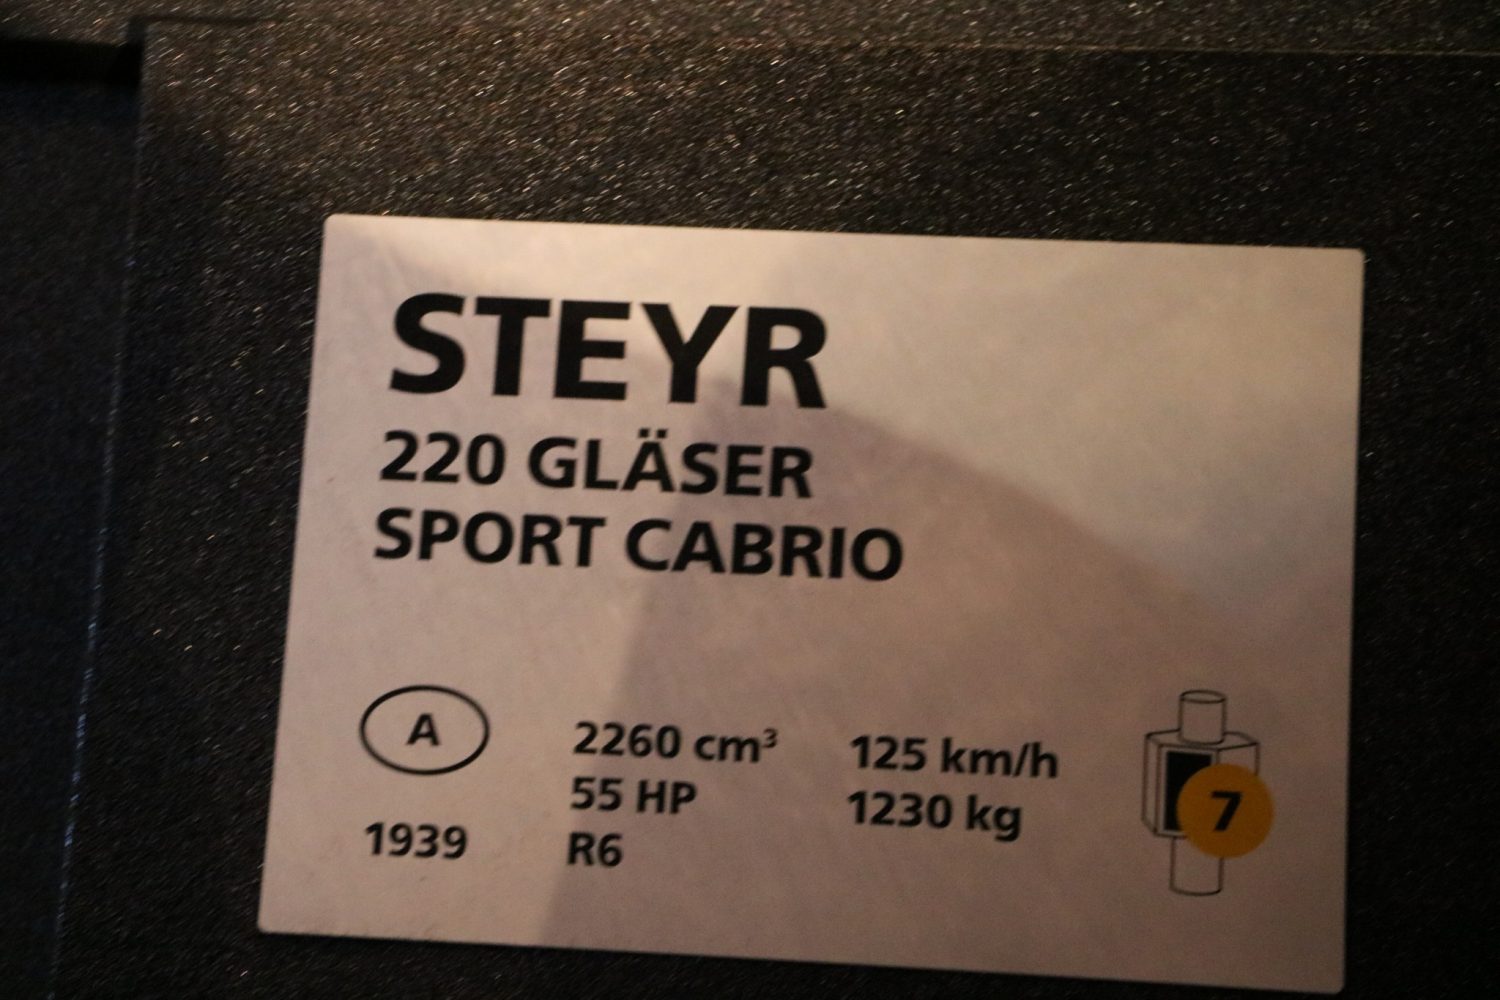 STEYR
220 GLÄSER
SPORT CABRIO
A
1939
2260 cm³
55 HP
R6
125 km/h
1230 kg
7